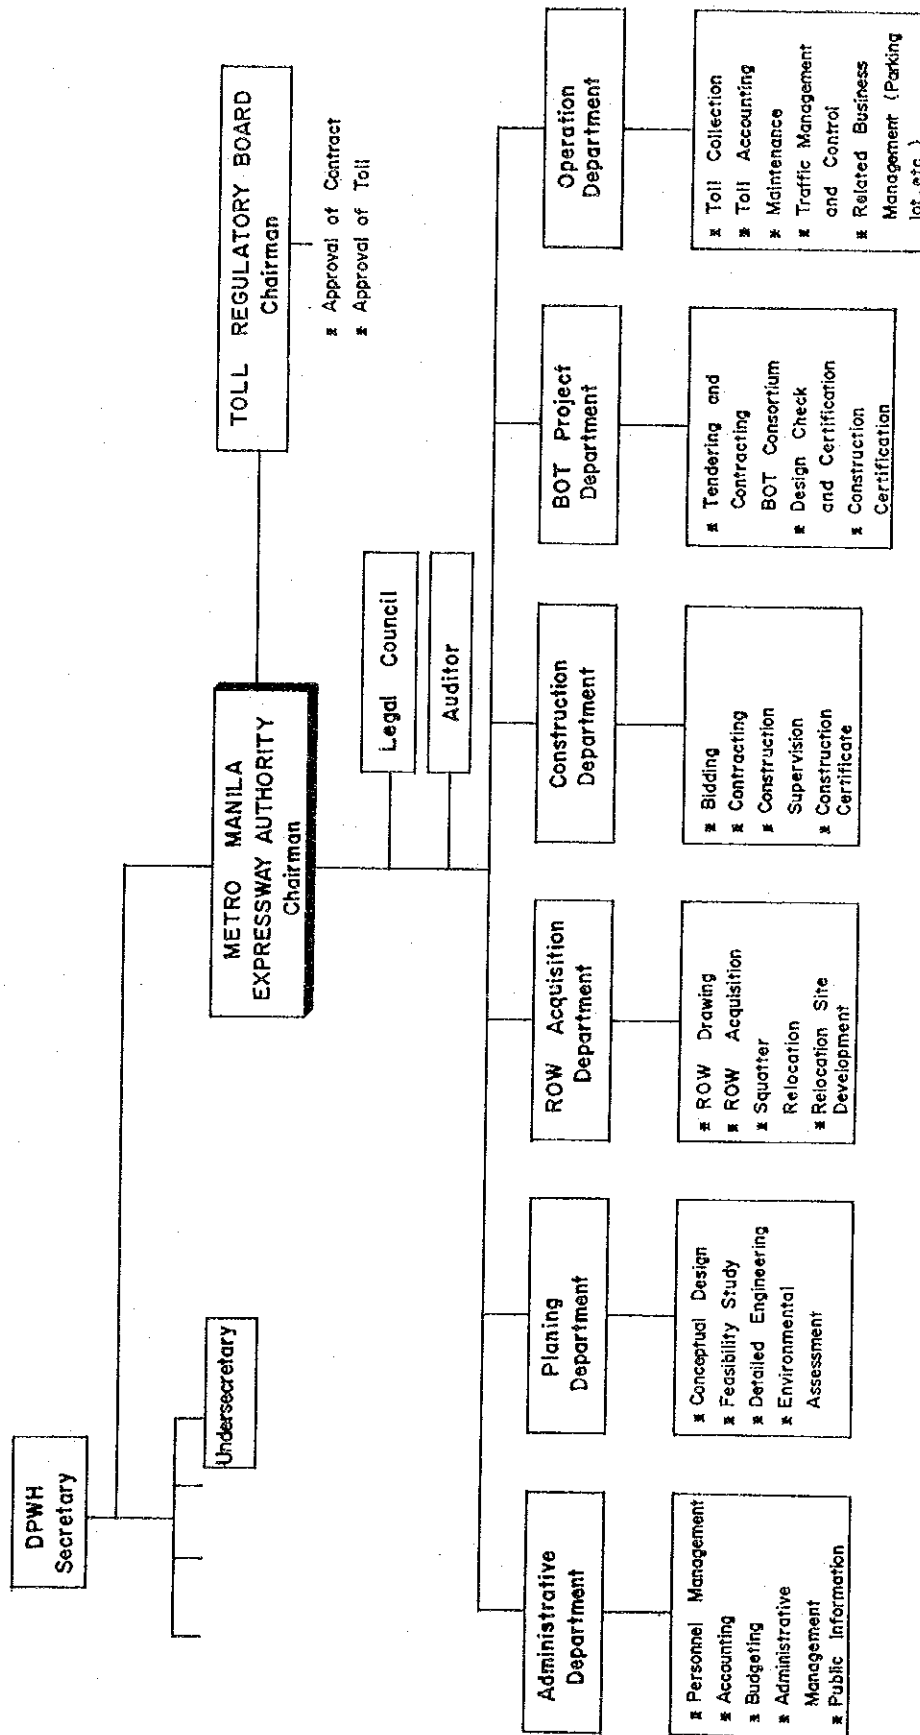 DPWH
Secretary
Undersecretary
METRO MANILA
EXPRESSWAY AUTHORITY
Chairman
TOLL REGULATORY BOARD
Chairman
* Approval of Contract
* Approval of Toll
Legal Council
Auditor
Administrative
Department
* Personnel Management
* Accounting
* Budgeting
* Administrative
Management
* Public Information
Planing
Department
* Conceptual Design
* Feasibility Study
* Detailed Engineering
* Environmental
Assessment
ROW Acquisition
Department
* ROW Drawing
* ROW Acquisition
* Squatter
Relocation
* Relocation Site
Development
Construction
Department
* Bidding
* Contracting
* Construction
Supervision
* Construction
Certificate
BOT Project
Department
* Tendering and
Contracting
BOT Consortium
* Design Check
and Certification
* Construction
Certification
Operation
Department
* Toll Collection
* Toll Accounting
* Maintenance
* Traffic Management
and Control
* Related Business
Management (Parking
lot, etc.)